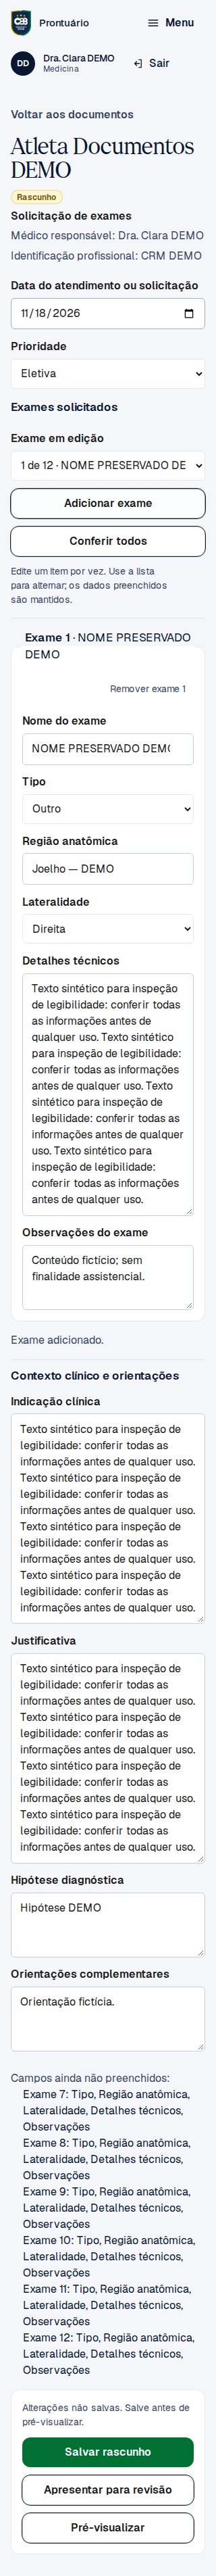 CBB
Prontuário
Menu
DD
Dra. Clara DEMO
Medicina
Sair
Voltar aos documentos
Atleta Documentos
DEMO
Rascunho
Solicitação de exames
Médico responsável: Dra. Clara DEMO
Identificação profissional: CRM DEMO
Data do atendimento ou solicitação
11/18/2026
Prioridade
Eletiva
Exames solicitados
Exame em edição
1 de 12 · NOME PRESERVADO DE
Adicionar exame
Conferir todos
Edite um item por vez. Use a lista
para alternar; os dados preenchidos
são mantidos.
Exame 1 · NOME PRESERVADO
DEMO
Remover exame 1
Nome do exame
NOME PRESERVADO DEMO
Tipo
Outro
Região anatômica
Joelho — DEMO
Lateralidade
Direita
Detalhes técnicos
Texto sintético para inspeção
de legibilidade: conferir todas
as informações antes de
qualquer uso. Texto sintético
para inspeção de legibilidade:
conferir todas as informações
antes de qualquer uso. Texto
sintético para inspeção de
legibilidade: conferir todas as
informações antes de qualquer
uso. Texto sintético para
inspeção de legibilidade:
conferir todas as informações
antes de qualquer uso.
Observações do exame
Conteúdo fictício; sem
finalidade assistencial.
Exame adicionado.
Contexto clínico e orientações
Indicação clínica
Texto sintético para inspeção de
legibilidade: conferir todas as
informações antes de qualquer uso.
Texto sintético para inspeção de
legibilidade: conferir todas as
informações antes de qualquer uso.
Texto sintético para inspeção de
legibilidade: conferir todas as
informações antes de qualquer uso.
Texto sintético para inspeção de
legibilidade: conferir todas as
informações antes de qualquer uso.
Justificativa
Texto sintético para inspeção de
legibilidade: conferir todas as
informações antes de qualquer uso.
Texto sintético para inspeção de
legibilidade: conferir todas as
informações antes de qualquer uso.
Texto sintético para inspeção de
legibilidade: conferir todas as
informações antes de qualquer uso.
Texto sintético para inspeção de
legibilidade: conferir todas as
informações antes de qualquer uso.
Hipótese diagnóstica
Hipótese DEMO
Orientações complementares
Orientação fictícia.
Campos ainda não preenchidos:
Exame 7: Tipo, Região anatômica,
Lateralidade, Detalhes técnicos,
Observações
Exame 8: Tipo, Região anatômica,
Lateralidade, Detalhes técnicos,
Observações
Exame 9: Tipo, Região anatômica,
Lateralidade, Detalhes técnicos,
Observações
Exame 10: Tipo, Região anatômica,
Lateralidade, Detalhes técnicos,
Observações
Exame 11: Tipo, Região anatômica,
Lateralidade, Detalhes técnicos,
Observações
Exame 12: Tipo, Região anatômica,
Lateralidade, Detalhes técnicos,
Observações
Alterações não salvas. Salve antes de
pré-visualizar.
Salvar rascunho
Apresentar para revisão
Pré-visualizar